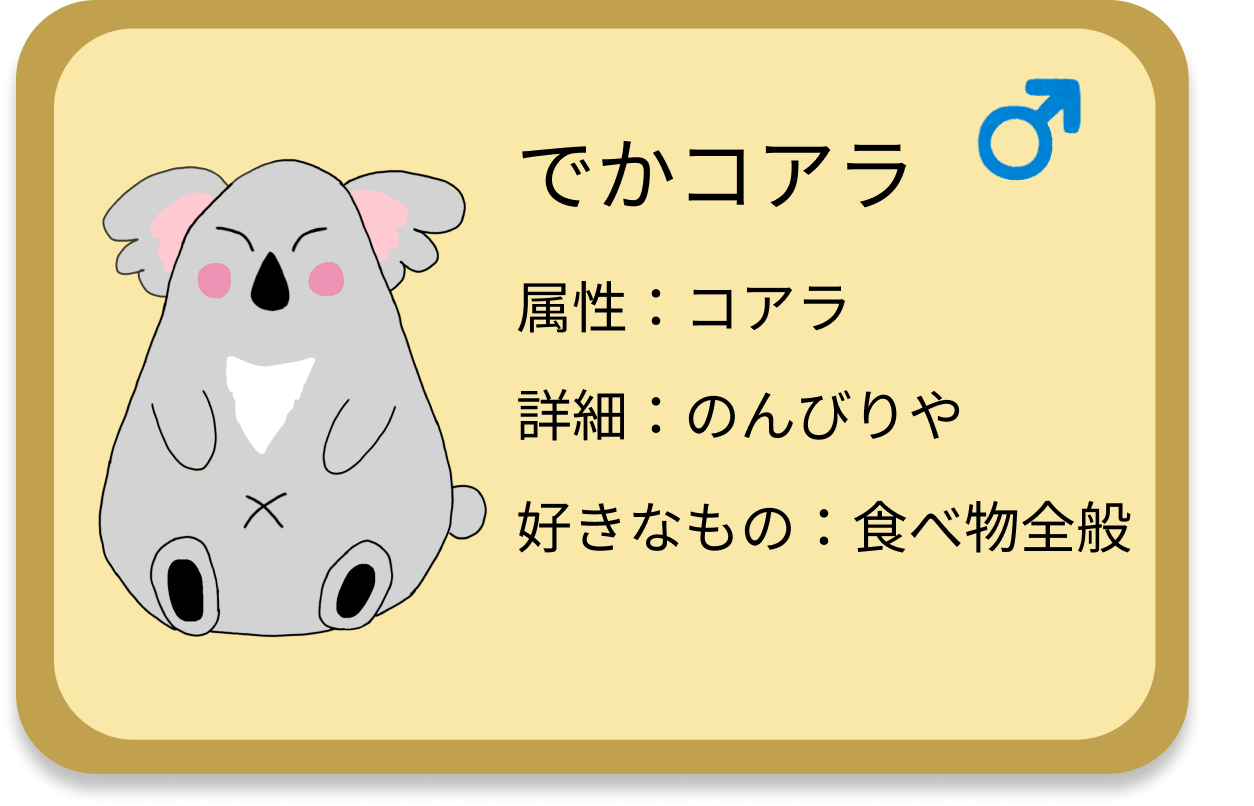 でかコアラ
属性：コアラ
詳細：のんびりや
好きなもの：食べ物全般